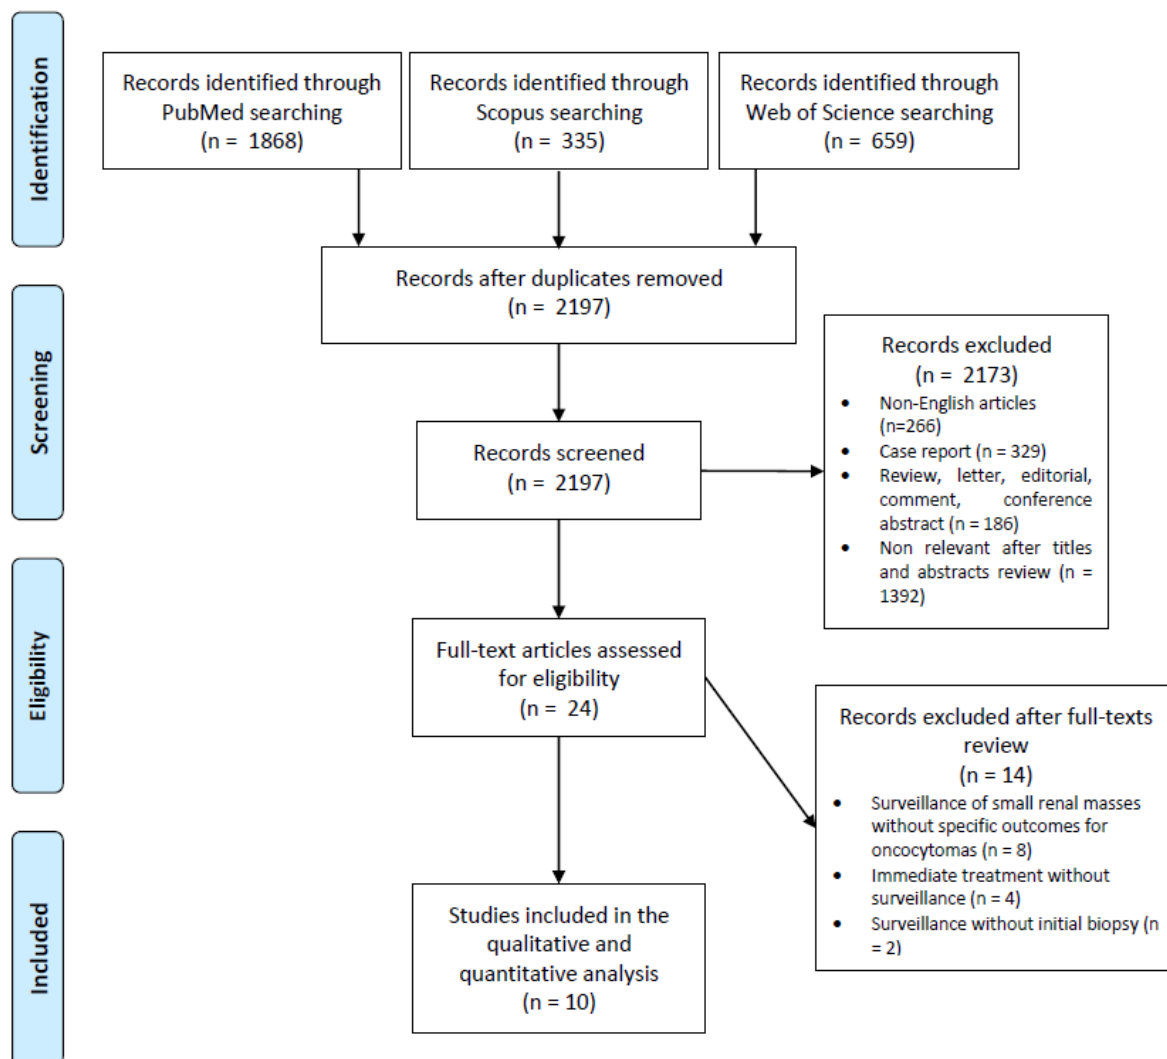 Identification
Records identified through
PubMed searching
(n =  1868)
Records identified through
Scopus searching
(n =  335)
Records identified through
Web of Science searching
(n =  659)
Records after duplicates removed
(n =  2197)
Screening
Records screened
(n =  2197)
Records excluded
(n =  2173)
• Non-English articles
(n=266)
• Case report (n = 329)
• Review, letter, editorial,
comment, conference
abstract (n = 186)
• Non relevant after titles
and abstracts review (n =
1392)
Eligibility
Full-text articles assessed
for eligibility
(n =  24)
Records excluded after full-texts
review
(n = 14)
• Surveillance of small renal masses
without specific outcomes for
oncocytomas (n = 8)
• Immediate treatment without
surveillance (n = 4)
• Surveillance without initial biopsy (n
= 2)
Included
Studies included in the
qualitative and
quantitative analysis
(n = 10)